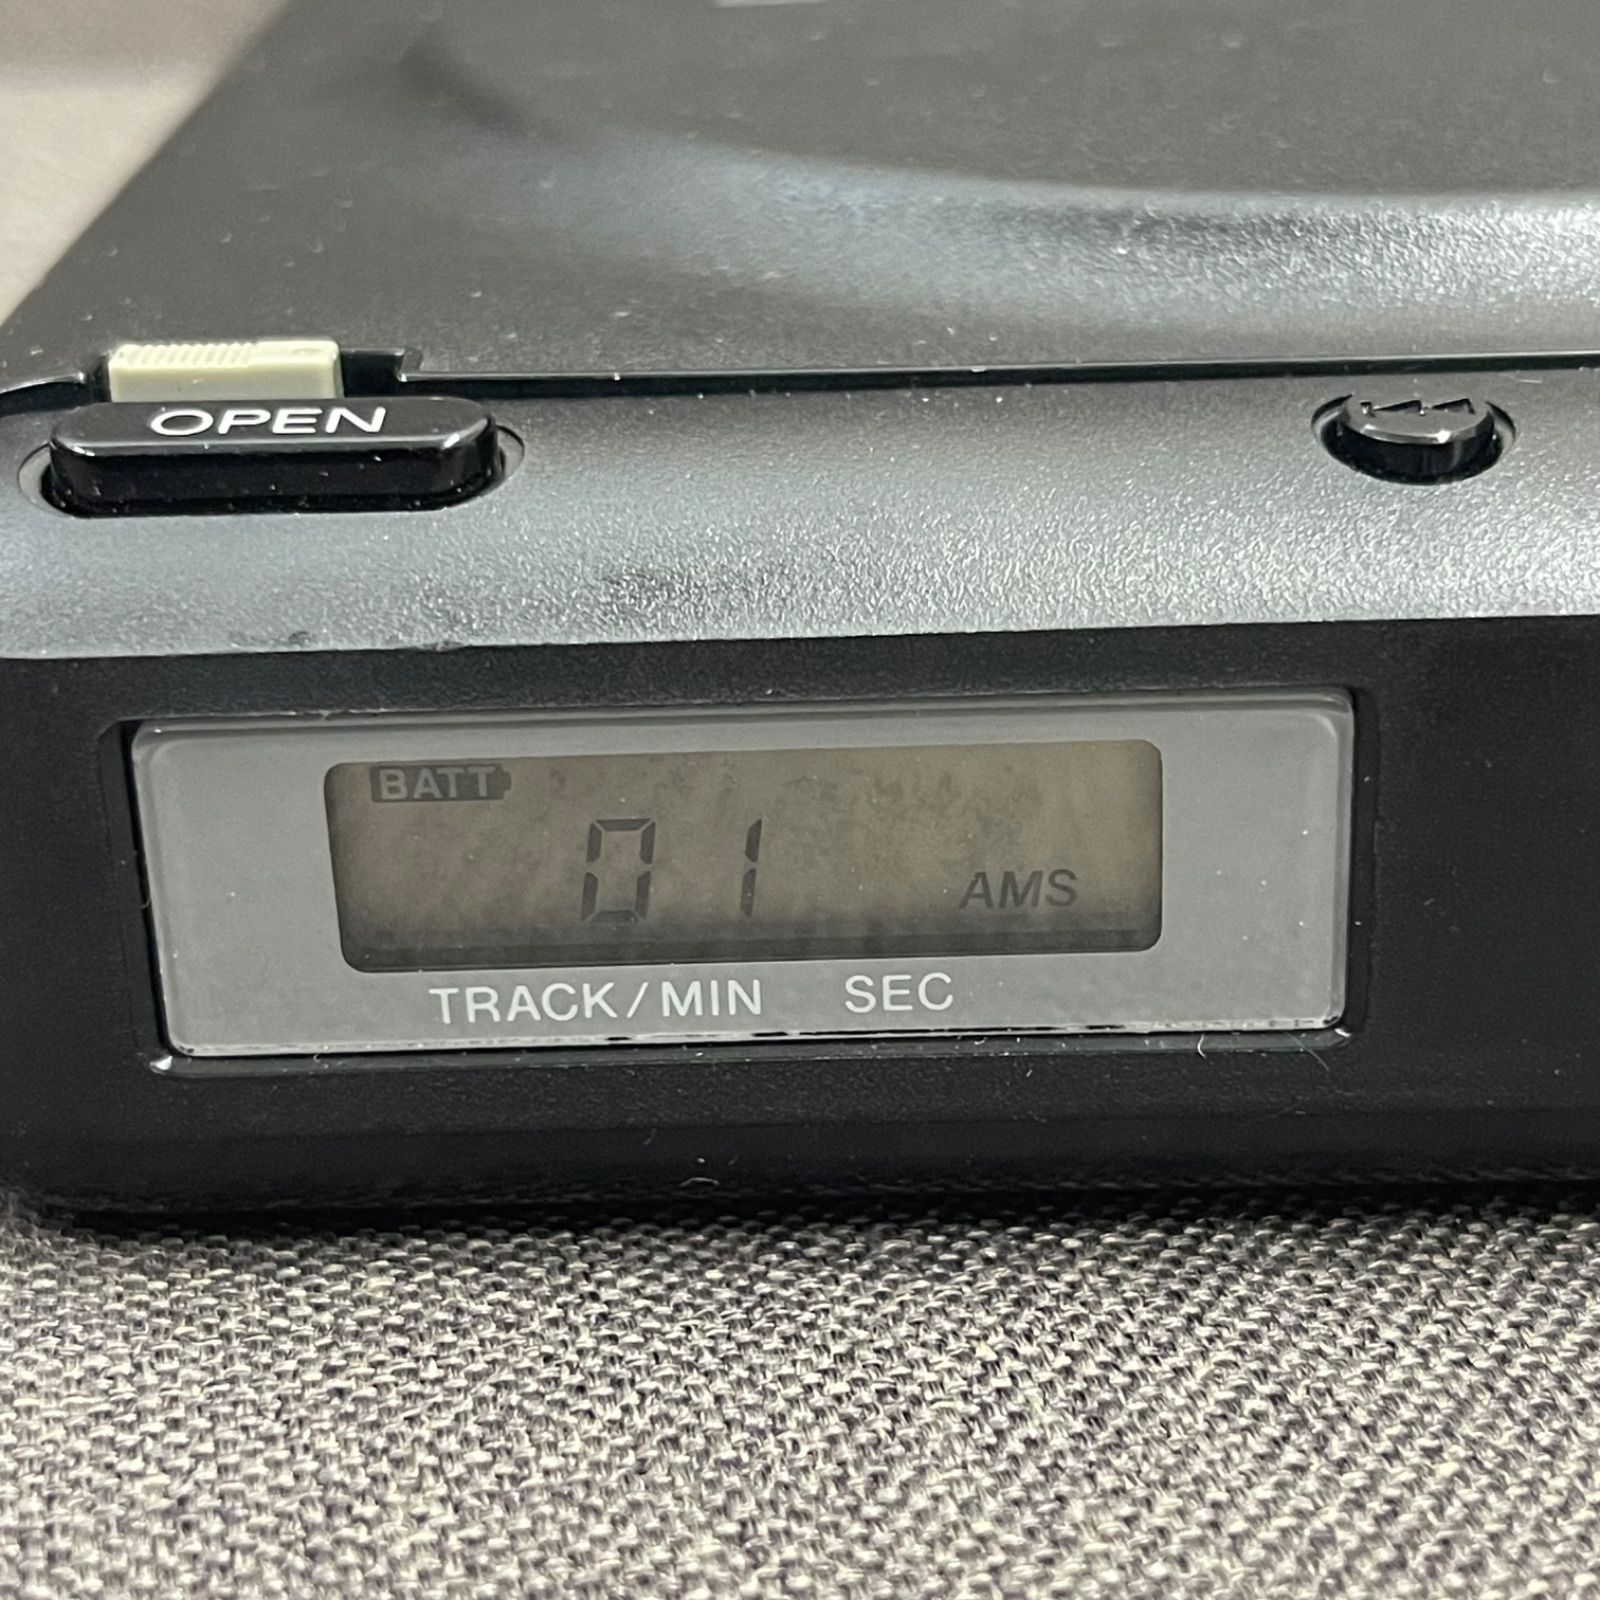 OPEN
BATT
01 AMS
TRACK/MIN SEC